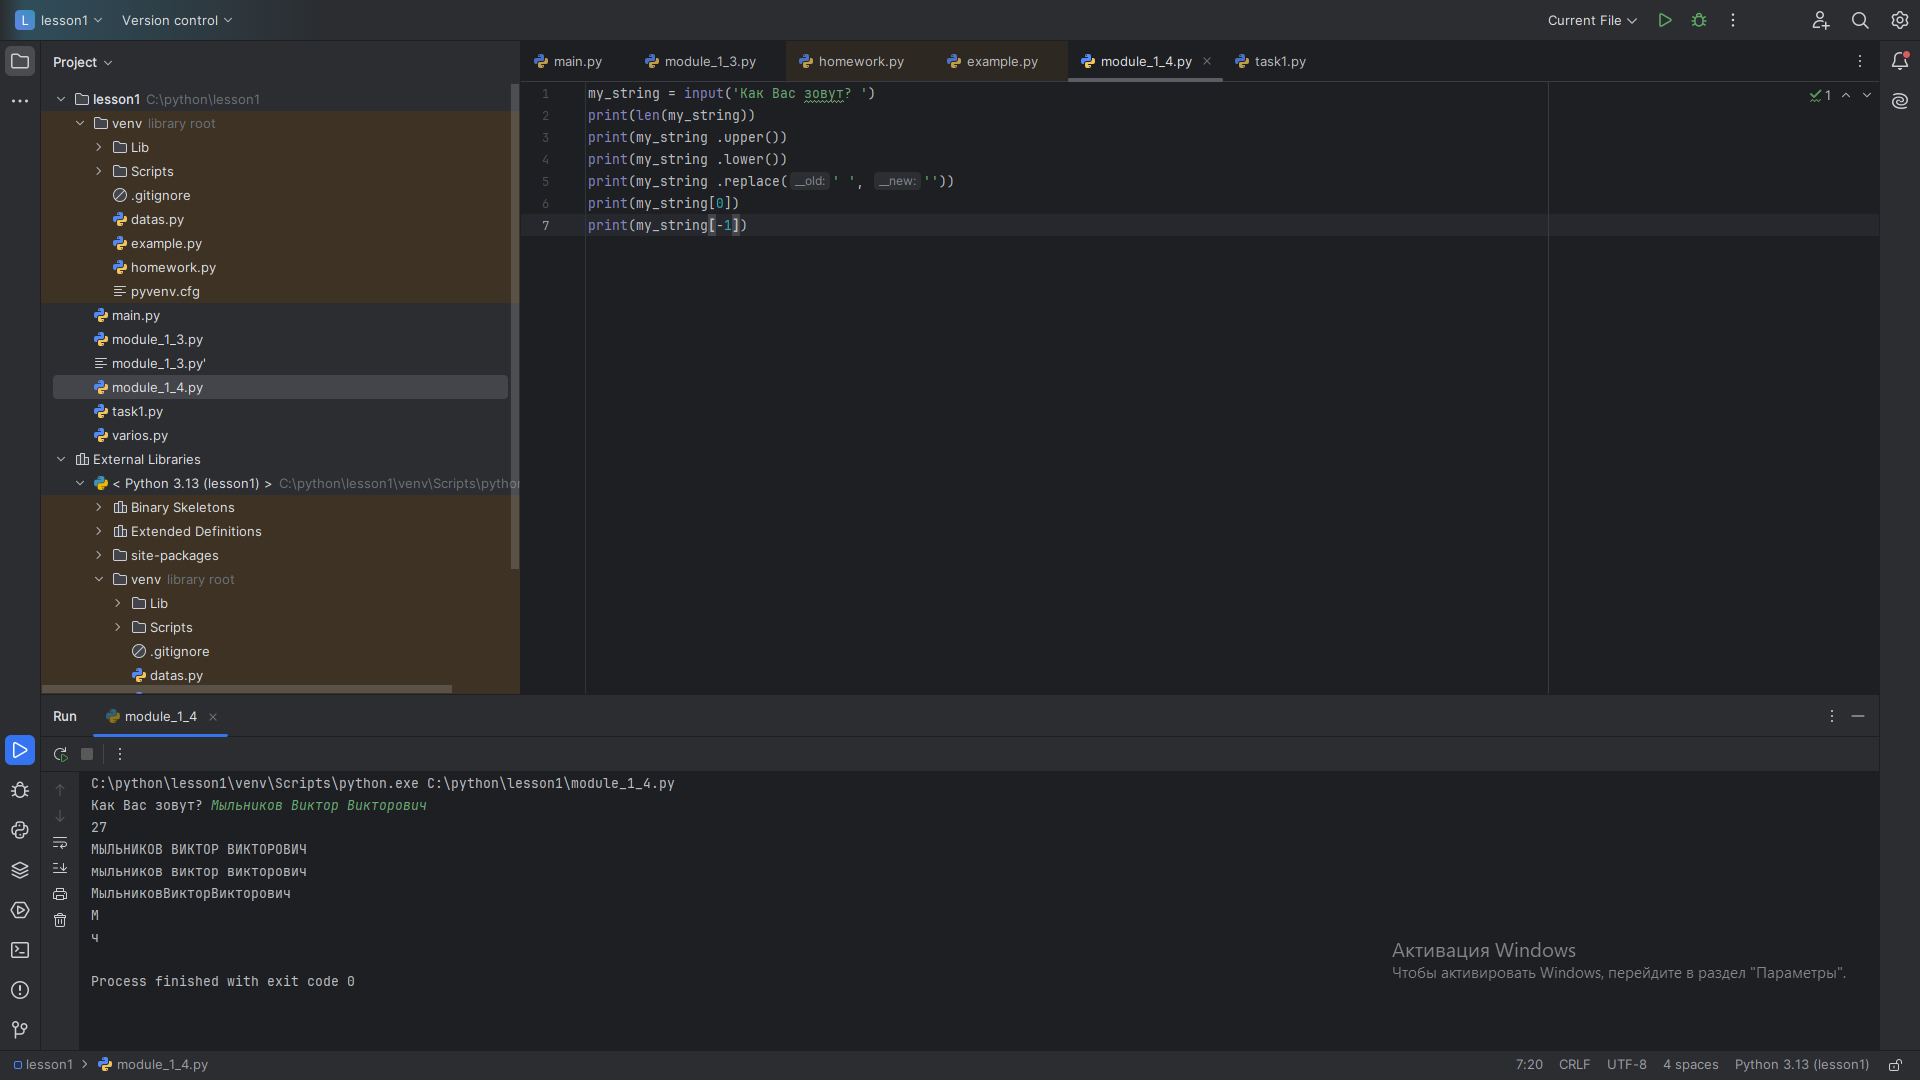 L lesson1 Version control Current File
Project
main.py module_1_3.py homework.py example.py module_1_4.py task1.py
lesson1 C:\python\lesson1
venv library root
Lib
Scripts
.gitignore
datas.py
example.py
homework.py
pyvenv.cfg
main.py
module_1_3.py
module_1_3.py'
module_1_4.py
task1.py
varios.py
External Libraries
< Python 3.13 (lesson1) > C:\python\lesson1\venv\Scripts\python
Binary Skeletons
Extended Definitions
site-packages
venv library root
Lib
Scripts
.gitignore
datas.py
1 my_string = input('Как Вас зовут? ')
2 print(len(my_string))
3 print(my_string .upper())
4 print(my_string .lower())
5 print(my_string .replace( __old: ' ', __new: ''))
6 print(my_string[0])
7 print(my_string[-1])
1
Run module_1_4
C:\python\lesson1\venv\Scripts\python.exe C:\python\lesson1\module_1_4.py
Как Вас зовут? Мыльников Виктор Викторович
27
МЫЛЬНИКОВ ВИКТОР ВИКТОРОВИЧ
мыльников виктор викторович
МыльниковВикторВикторович
М
ч
Process finished with exit code 0
Активация Windows
Чтобы активировать Windows, перейдите в раздел "Параметры".
lesson1 > module_1_4.py 7:20 CRLF UTF-8 4 spaces Python 3.13 (lesson1)